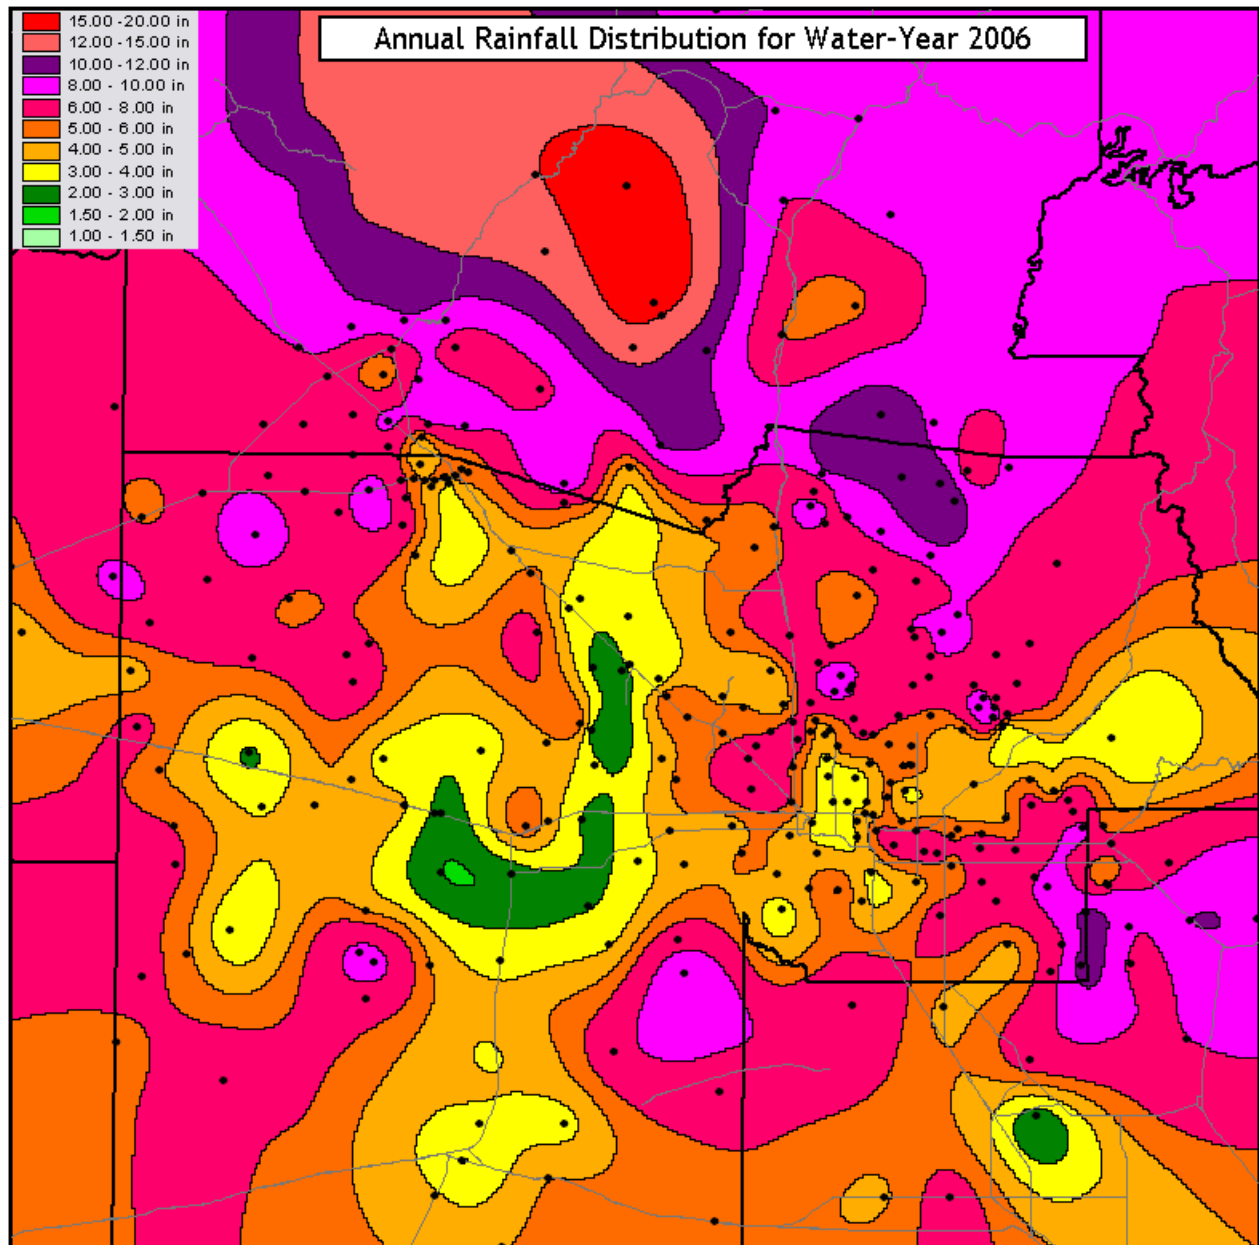 Annual Rainfall Distribution for Water-Year 2006
15.00 -20.00 in
12.00 -15.00 in
10.00 -12.00 in
8.00 - 10.00 in
6.00 - 8.00 in
5.00 - 6.00 in
4.00 - 5.00 in
3.00 - 4.00 in
2.00 - 3.00 in
1.50 - 2.00 in
1.00 - 1.50 in